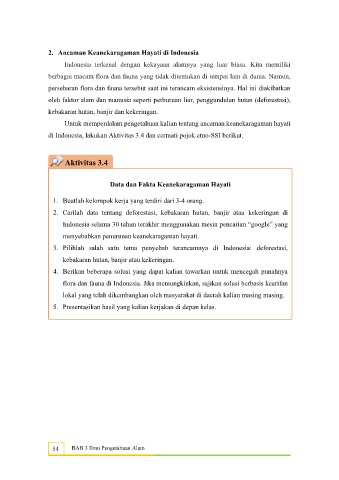 2. Ancaman Keanekaragaman Hayati di Indonesia
Indonesia terkenal dengan kekayaan alamnya yang luar biasa. Kita memiliki
berbagai macam flora dan fauna yang tidak ditemukan di tempat lain di dunia. Namun,
persebaran flora dan fauna tersebut saat ini terancam eksistensinya. Hal ini diakibatkan
oleh faktor alam dan manusia seperti perburuan liar, penggundulan hutan (deforestasi),
kebakaran hutan, banjir dan kekeringan.
Untuk memperdalam pengetahuan kalian tentang ancaman keanekaragaman hayati
di Indonesia, lakukan Aktivitas 3.4 dan cermati pojok etno-SSI berikut.
Aktivitas 3.4
Data dan Fakta Keanekaragaman Hayati
1. Buatlah kelompok kerja yang terdiri dari 3-4 orang.
2. Carilah data tentang deforestasi, kebakaran hutan, banjir atau kekeringan di
Indonesia selama 30 tahun terakhir menggunakan mesin pencarian “google” yang
menyebabkan penurunan keanekaragaman hayati.
3. Pilihlah salah satu tema penyebab terancamnya di Indonesia: deforestasi,
kebakaran hutan, banjir atau kekeringan.
4. Berikan beberapa solusi yang dapat kalian tawarkan untuk mencegah punahnya
flora dan fauna di Indonesia. Jika memungkinkan, sajikan solusi berbasis kearifan
lokal yang telah dikembangkan oleh masyarakat di daerah kalian masing masing.
5. Presentasikan hasil yang kalian kerjakan di depan kelas.
54 BAB 3 Ilmu Pengetahuan Alam